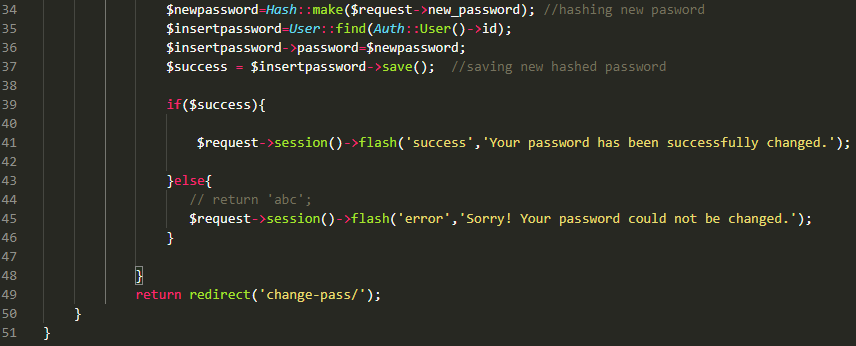 34 $newpassword=Hash::make($request->new_password); //hashing new pasword
35 $insertpassword=User::find(Auth::User()->id);
36 $insertpassword->password=$newpassword;
37 $success = $insertpassword->save();  //saving new hashed password
38
39 if($success){
40
41 $request->session()->flash('success','Your password has been successfully changed.');
42
43 }else{
44 // return 'abc';
45 $request->session()->flash('error','Sorry! Your password could not be changed.');
46 }
47
48 }
49 return redirect('change-pass/');
50 }
51 }